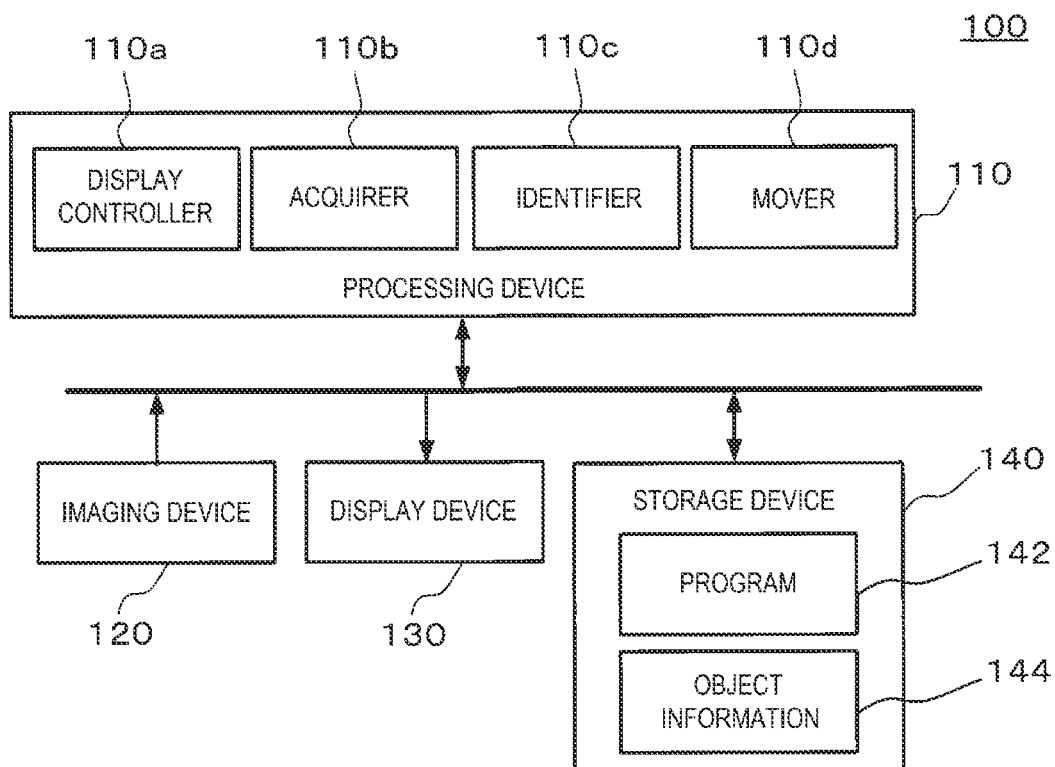 100
110a
110b
110c
110d
DISPLAY
CONTROLLER
ACQUIRER
IDENTIFIER
MOVER
110
PROCESSING DEVICE
IMAGING DEVICE
120
DISPLAY DEVICE
130
STORAGE DEVICE
140
PROGRAM
142
OBJECT
INFORMATION
144